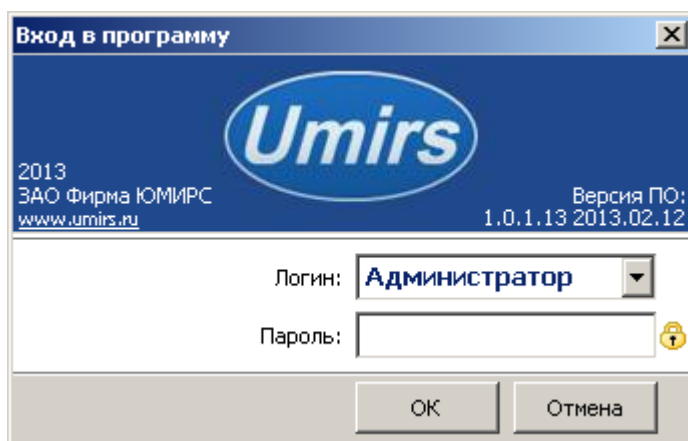 Вход в программу
Umirs
2013
ЗАО Фирма ЮМИРС
www.umirs.ru
Версия ПО:
1.0.1.13 2013.02.12
Логин: Администратор
Пароль:
ОК
Отмена